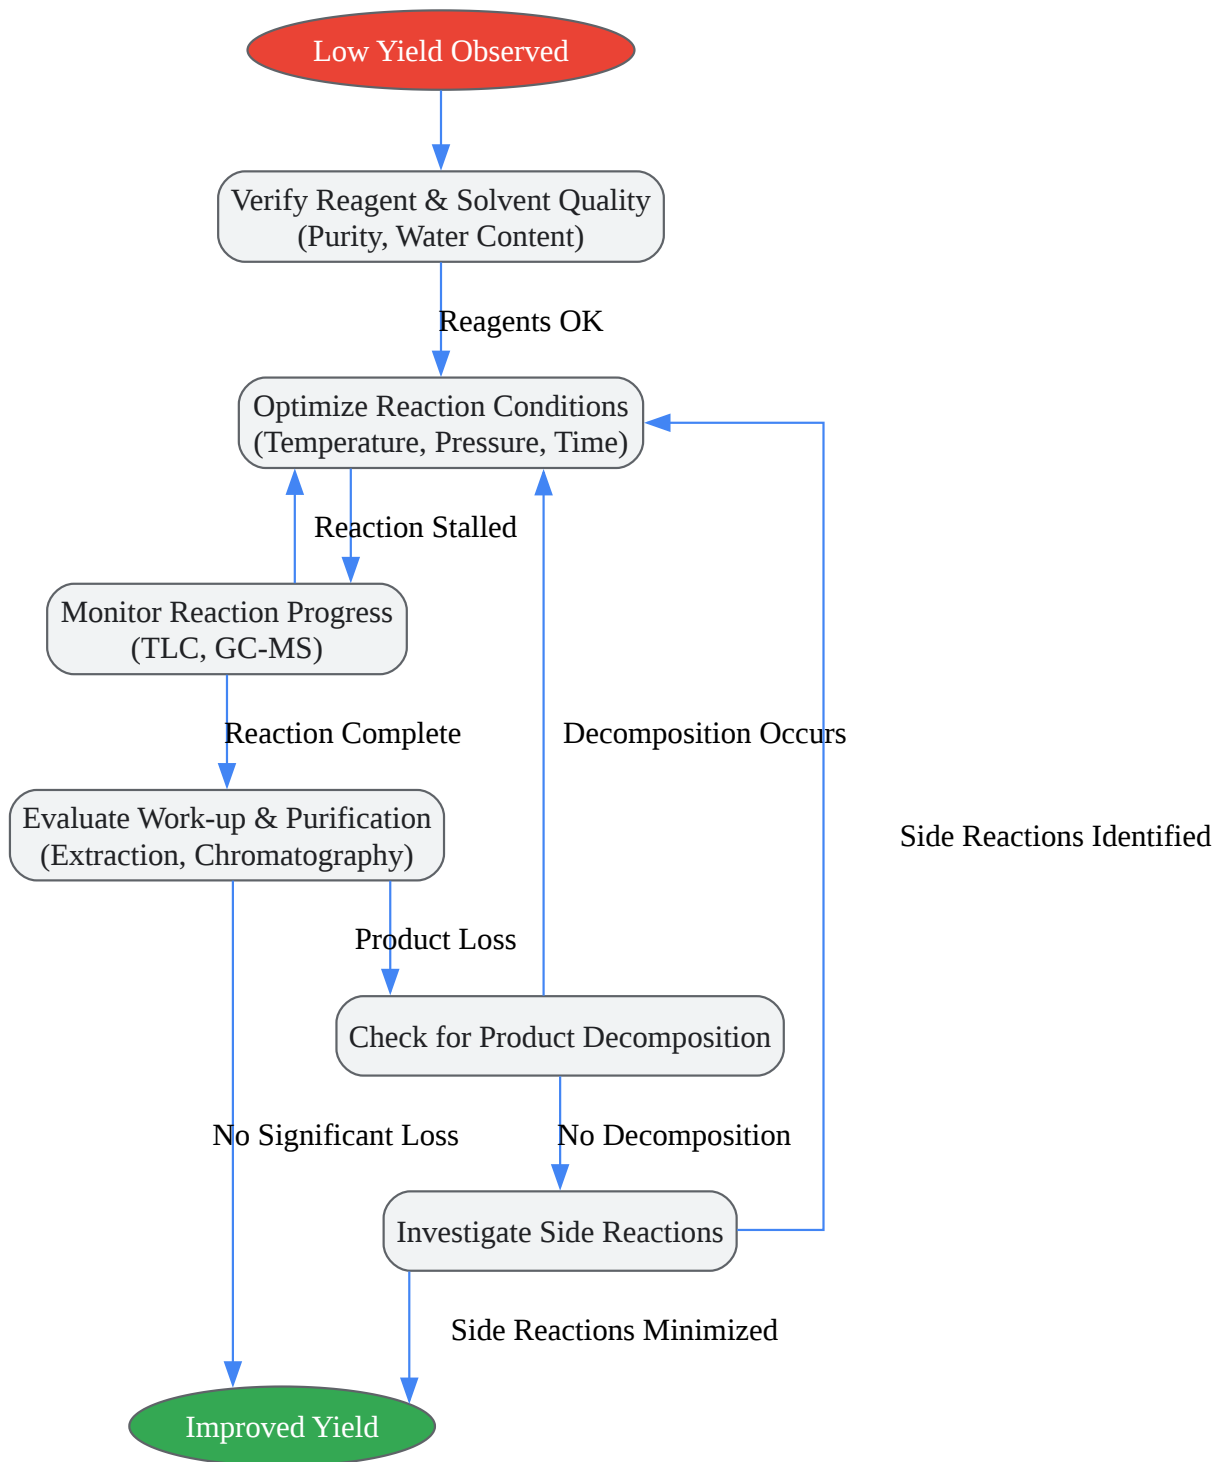 Low Yield Observed
Verify Reagent & Solvent Quality
(Purity, Water Content)
Reagents OK
Optimize Reaction Conditions
(Temperature, Pressure, Time)
Reaction Stalled
Monitor Reaction Progress
(TLC, GC-MS)
Reaction Complete
Decomposition Occurs
Evaluate Work-up & Purification
(Extraction, Chromatography)
Side Reactions Identified
Product Loss
Check for Product Decomposition
No Significant Loss
No Decomposition
Investigate Side Reactions
Side Reactions Minimized
Improved Yield